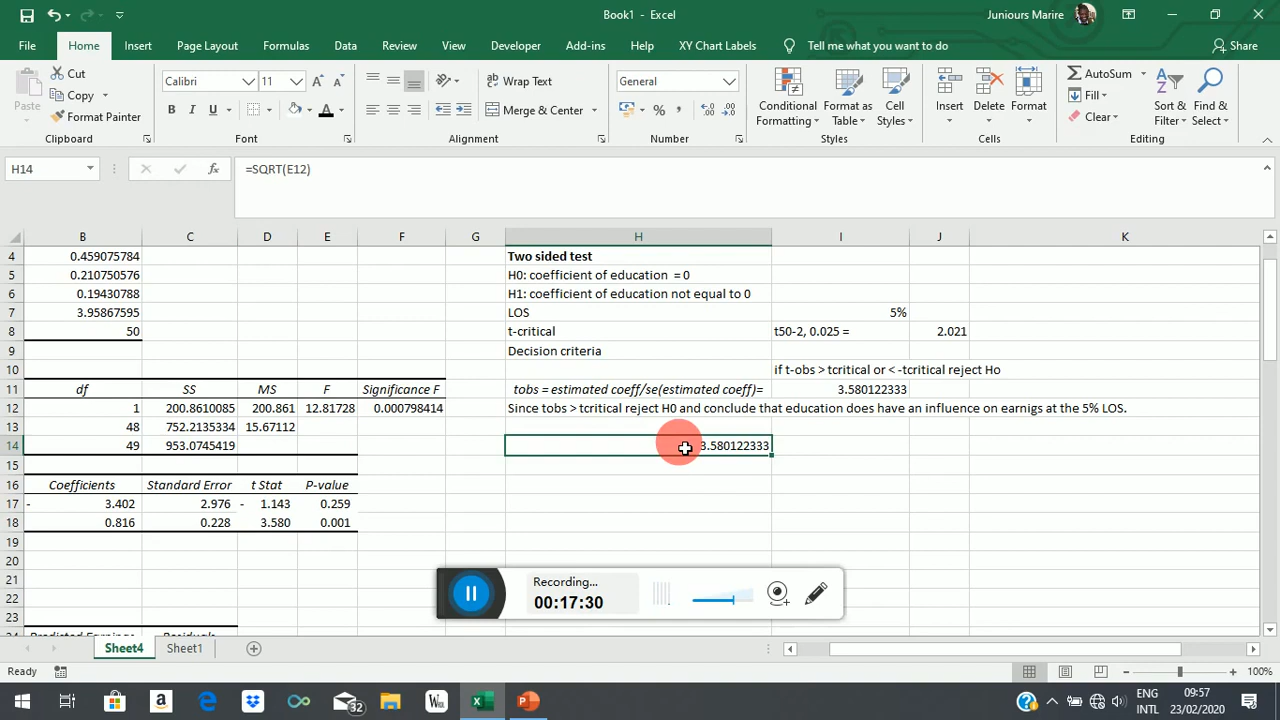 Book1 - Excel
Juniours Marire
File Home Insert Page Layout Formulas Data Review View Developer Add-ins Help XY Chart Labels Tell me what you want to do Share
Paste Cut Copy Format Painter
Calibri 11
B I U
Wrap Text
Merge & Center
General
Conditional Formatting Format as Table Cell Styles
Insert Delete Format
AutoSum Fill Clear
Sort & Filter Find & Select
Clipboard Font Alignment Number Styles Cells Editing
H14 fx =SQRT(E12)
B C D E F G H I J K
4 0.459075784 Two sided test
5 0.210750576 H0: coefficient of education = 0
6 0.19430788 H1: coefficient of education not equal to 0
7 3.95867595 LOS 5%
8 50 t-critical t50-2, 0.025 = 2.021
9 Decision criteria
10 if t-obs > tcritical or < -tcritical reject Ho
11 df SS MS F Significance F tobs = estimated coeff/se(estimated coeff)= 3.580122333
12 1 200.8610085 200.861 12.81728 0.000798414 Since tobs > tcritical reject H0 and conclude that education does have an influence on earnigs at the 5% LOS.
13 48 752.2135334 15.67112
14 49 953.0745419 3.580122333
15
16 Coefficients Standard Error t Stat P-value
17 - 3.402 2.976 - 1.143 0.259
18 0.816 0.228 3.580 0.001
19
20
21
22
23
24 Predicted Earnings Residuals
Recording...
00:17:30
Sheet4 Sheet1
Ready 100%
32
ENG
INTL
09:57
23/02/2020